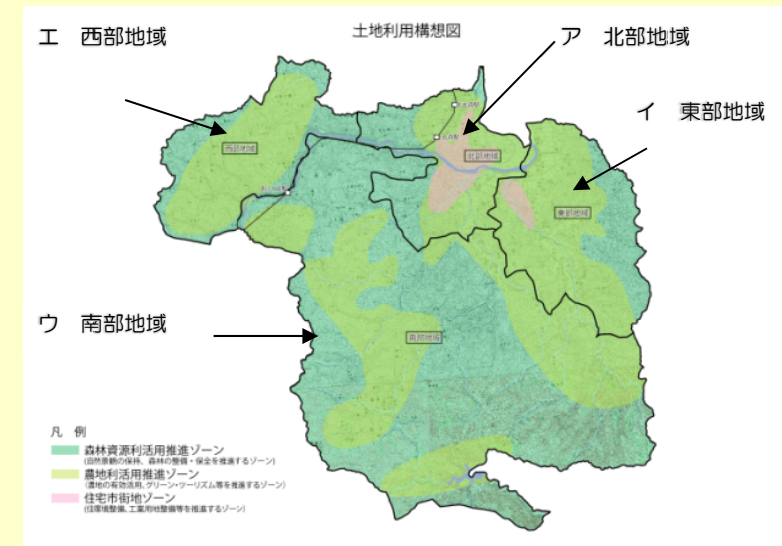 土地利用構想図
エ 西部地域
ア 北部地域
イ 東部地域
ウ 南部地域
西部地域
北部地域
東部地域
南部地域
凡 例
森林資源利活用推進ゾーン
(自然景観の保持、森林の整備・保全を推進するゾーン)
農地利活用推進ゾーン
(農地の有効活用、グリーン・ツーリズム等を推進するゾーン)
住宅市街地ゾーン
(住環境整備、工業用地整備等を推進するゾーン)